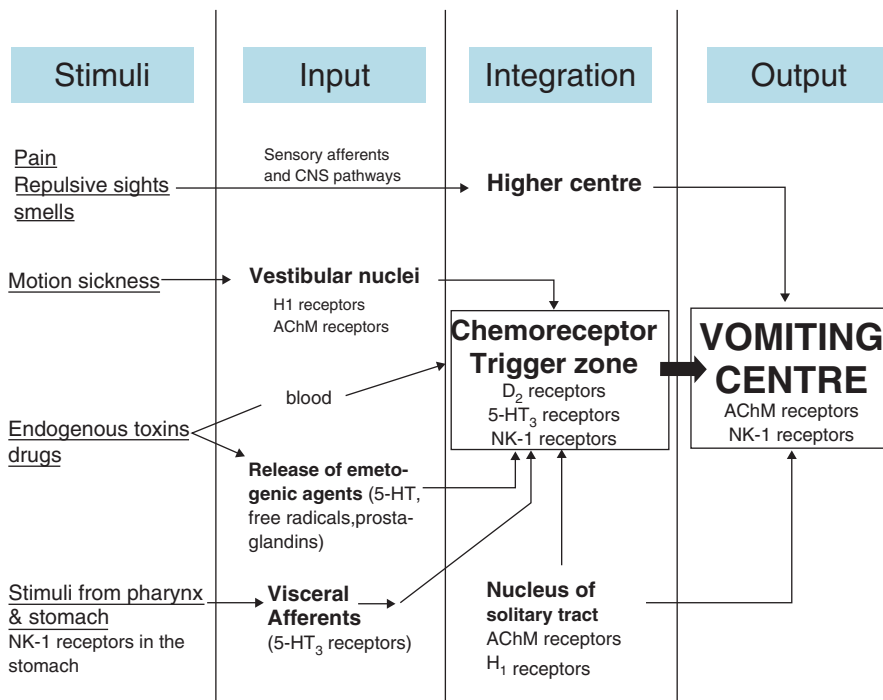 Stimuli
Input
Integration
Output
Pain
Repulsive sights
smells
Sensory afferents
and CNS pathways
Higher centre
Motion sickness
Vestibular nuclei
H1 receptors
AChM receptors
Chemoreceptor
Trigger zone
D2 receptors
5-HT3 receptors
NK-1 receptors
VOMITING
CENTRE
AChM receptors
NK-1 receptors
blood
Endogenous toxins
drugs
Release of emeto-
genic agents (5-HT,
free radicals,prosta-
glandins)
Stimuli from pharynx
& stomach
NK-1 receptors in the
stomach
Visceral
Afferents
(5-HT3 receptors)
Nucleus of
solitary tract
AChM receptors
H1 receptors